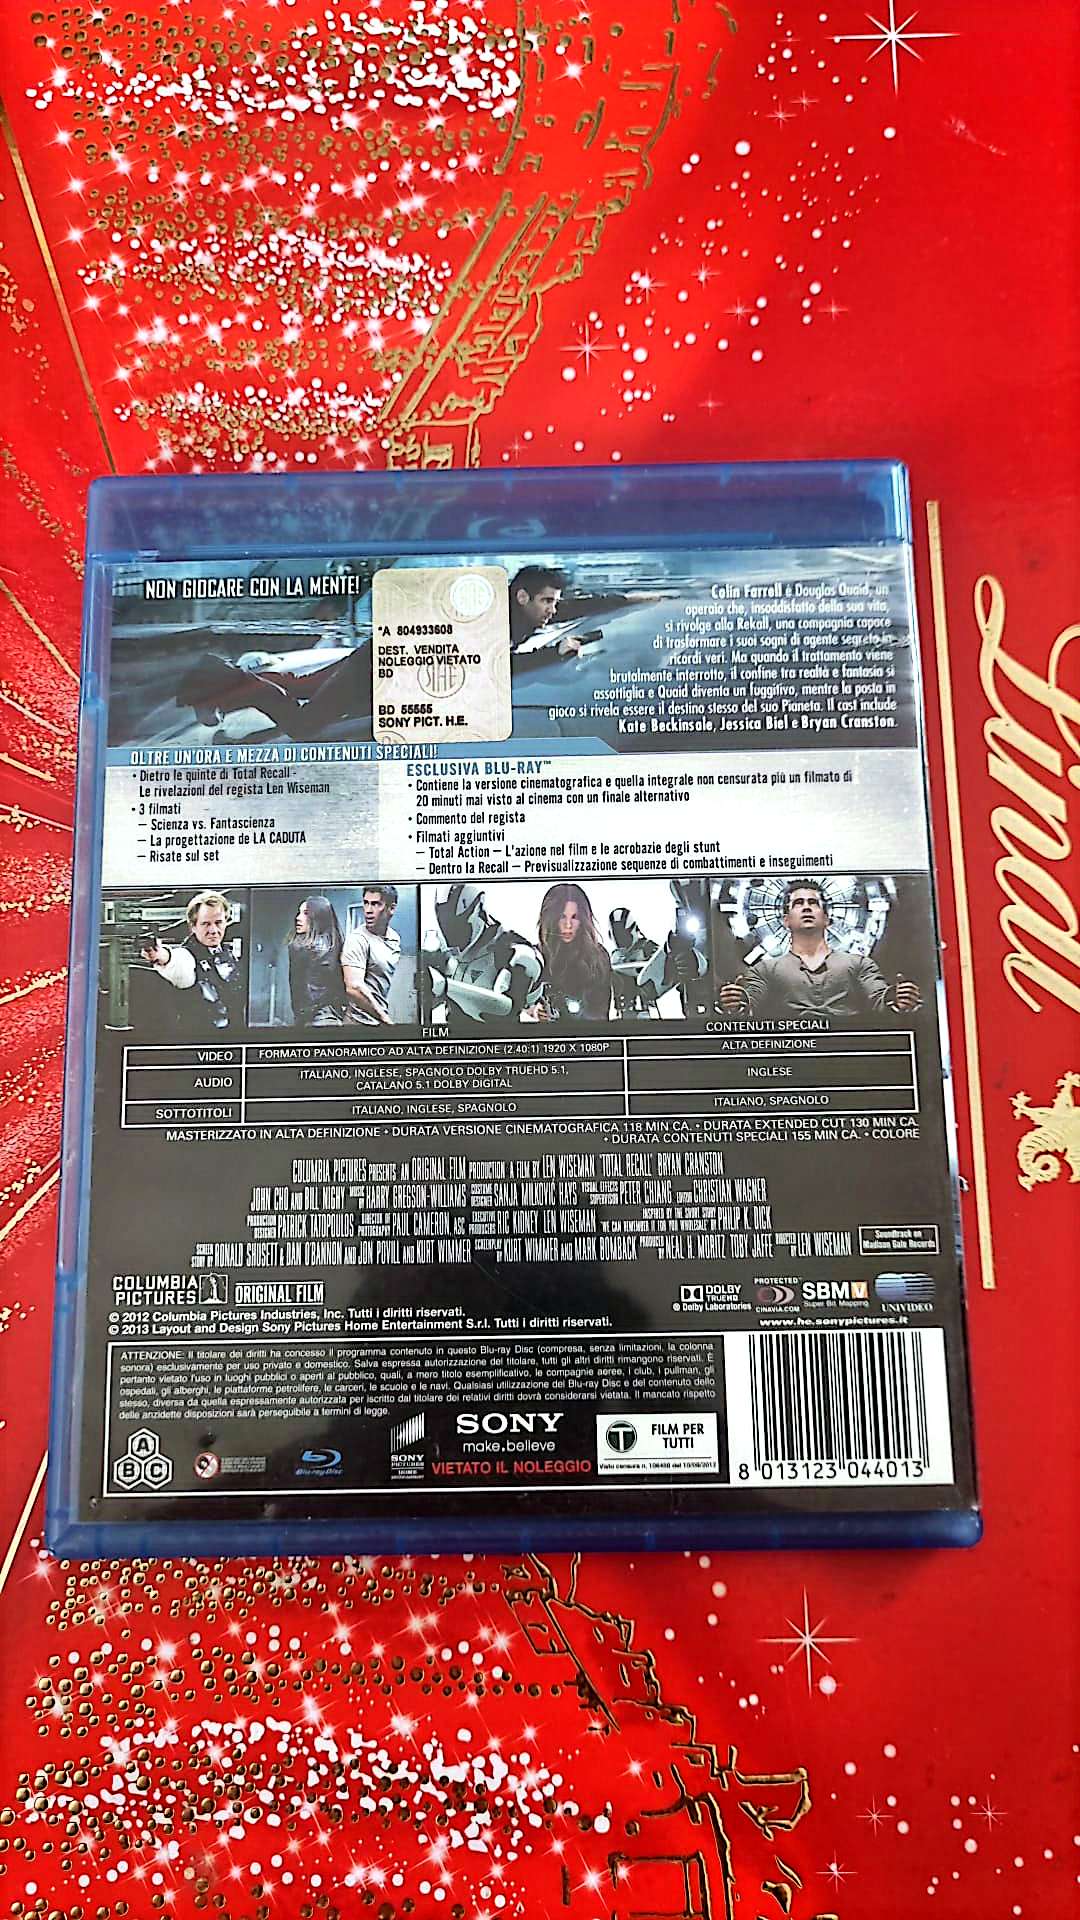 NON GIOCARE CON LA MENTE!
*A 804933608
DEST. VENDITA
NOLEGGIO VIETATO
BD
SIAE
BD 55555
SONY PICT. H.E.
Colin Farrell è Douglas Quaid, un
operaio che, insoddisfatto della sua vita,
si rivolge alla Rekall, una compagnia capace
di trasformare i suoi sogni di agente segreto in
ricordi veri. Ma quando il trattamento viene
brutalmente interrotto, il confine tra realtà e fantasia si
assottiglia e Quaid diventa un fuggitivo, mentre la posta in
gioco si rivela essere il destino stesso del suo Pianeta. Il cast include
Kate Beckinsale, Jessica Biel e Bryan Cranston.
OLTRE UN'ORA E MEZZA DI CONTENUTI SPECIALI!
• Dietro le quinte di Total Recall -
Le rivelazioni del regista Len Wiseman
• 3 filmati
– Scienza vs. Fantascienza
– La progettazione de LA CADUTA
– Risate sul set
ESCLUSIVA BLU-RAY™
• Contiene la versione cinematografica e quella integrale non censurata più un filmato di
20 minuti mai visto al cinema con un finale alternativo
• Commento del regista
• Filmati aggiuntivi
– Total Action – L'azione nel film e le acrobazie degli stunt
– Dentro la Recall – Previsualizzazione sequenze di combattimenti e inseguimenti
FILM CONTENUTI SPECIALI
VIDEO FORMATO PANORAMICO AD ALTA DEFINIZIONE (2.40:1) 1920 X 1080P ALTA DEFINIZIONE
AUDIO ITALIANO, INGLESE, SPAGNOLO DOLBY TRUEHD 5.1, INGLESE
CATALANO 5.1 DOLBY DIGITAL
SOTTOTITOLI ITALIANO, INGLESE, SPAGNOLO ITALIANO, SPAGNOLO
MASTERIZZATO IN ALTA DEFINIZIONE • DURATA VERSIONE CINEMATOGRAFICA 118 MIN CA. • DURATA EXTENDED CUT 130 MIN CA.
• DURATA CONTENUTI SPECIALI 155 MIN CA. • COLORE
COLUMBIA PICTURES PRESENTS AN ORIGINAL FILM PRODUCTION A FILM BY LEN WISEMAN "TOTAL RECALL" BRYAN CRANSTON
JOHN CHO AND BILL NIGHY MUSIC BY HARRY GREGSON-WILLIAMS COSTUME DESIGNER SANJA MILKOVIC HAYS VISUAL EFFECTS SUPERVISOR PETER CHIANG EDITOR CHRISTIAN WAGNER
PRODUCTION DESIGNER PATRICK TATOPOULOS DIRECTOR OF PHOTOGRAPHY PAUL CAMERON, ASC EXECUTIVE PRODUCERS RIC KIDNEY LEN WISEMAN INSPIRED BY THE SHORT STORY "WE CAN REMEMBER IT FOR YOU WHOLESALE" BY PHILIP K. DICK
SCREEN STORY BY RONALD SHUSETT & DAN O'BANNON AND JON POVILL AND KURT WIMMER SCREENPLAY BY KURT WIMMER AND MARK BOMBACK PRODUCED BY NEAL H. MORITZ TOBY JAFFE DIRECTED BY LEN WISEMAN
Soundtrack on
Madison Gate Records
COLUMBIA
PICTURES
ORIGINAL FILM
DOLBY
TRUEHD
® Dolby Laboratories
PROTECTED
CINAVIA.COM
SBMV
Super Bit Mapping
UNIVIDEO
© 2012 Columbia Pictures Industries, Inc. Tutti i diritti riservati.
© 2013 Layout and Design Sony Pictures Home Entertainment S.r.l. Tutti i diritti riservati.
www.he.sonypictures.it
ATTENZIONE: Il titolare dei diritti ha concesso il programma contenuto in questo Blu-ray Disc (compresa, senza limitazioni, la colonna
sonora) esclusivamente per uso privato e domestico. Salva espressa autorizzazione del titolare, tutti gli altri diritti rimangono riservati. È
pertanto vietato l'uso in luoghi pubblici o aperti al pubblico, quali, a mero titolo esemplificativo, le compagnie aeree, i club, i pullman, gli
ospedali, gli alberghi, le piattaforme petrolifere, le carceri, le scuole e le navi. Qualsiasi utilizzazione del Blu-ray Disc e del contenuto dello
stesso, diversa da quella espressamente autorizzata per iscritto dal titolare dei relativi diritti dovrà considerarsi vietata. Il mancato rispetto
delle anzidette disposizioni sarà perseguibile a termini di legge.
A
B C
Blu-ray Disc
SONY
PICTURES
HOME
ENTERTAINMENT
SONY
make.believe
VIETATO IL NOLEGGIO
T
FILM PER
TUTTI
8 013123 044013
Lindt